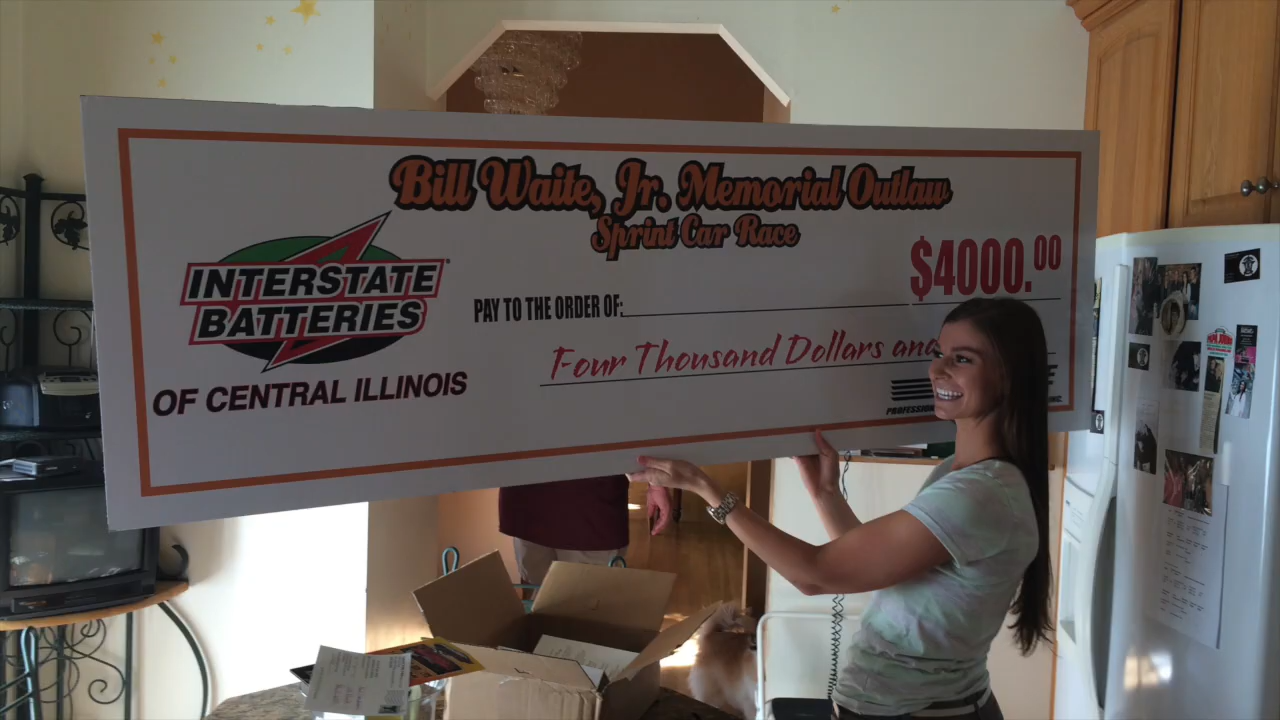 Bill Waite, Jr. Memorial Outlaw
Sprint Car Race
INTERSTATE
BATTERIES
OF CENTRAL ILLINOIS
$4000.00
PAY TO THE ORDER OF:
Four Thousand Dollars and